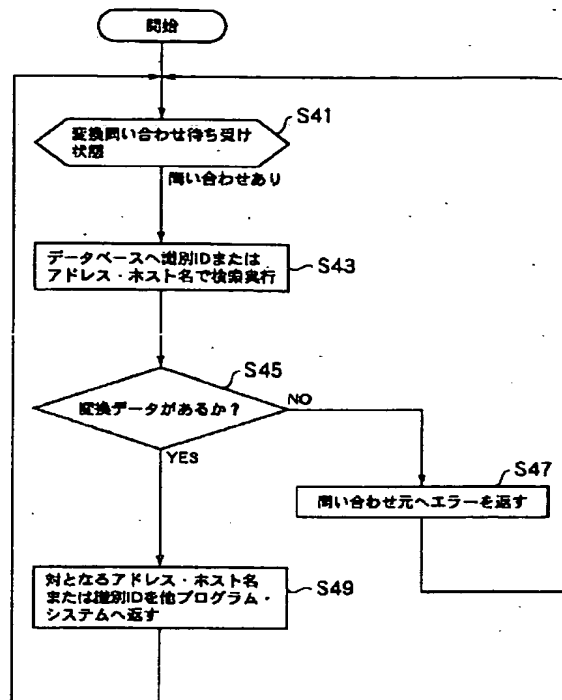 開始
S41
変換問い合わせ待ち受け
状態
問い合わせあり
データベースへ識別IDまたは
アドレス・ホスト名で検索実行
S43
S45
変換データがあるか?
NO
YES
S47
問い合わせ元へエラーを返す
対となるアドレス・ホスト名
または識別IDを他プログラム・
システムへ返す
S49